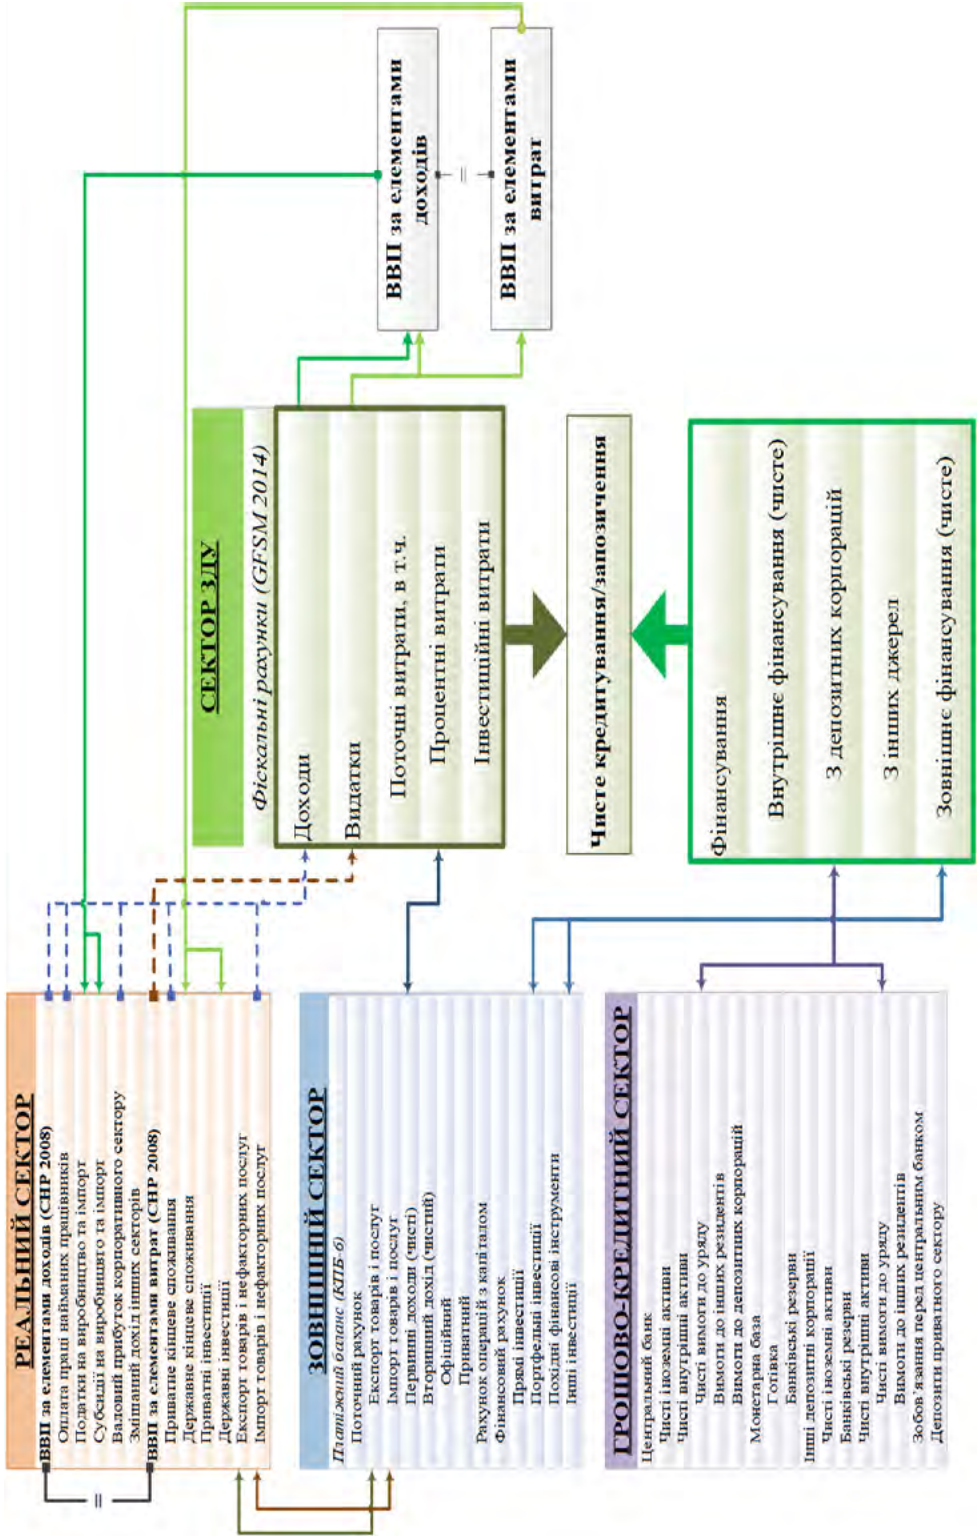 РЕАЛЬНИЙ СЕКТОР
ВВП за елементами доходів (СНР 2008)
Оплата праці найманих працівників
Податки на виробництво та імпорт
Субсидії на виробництво та імпорт
Валовий прибуток корпоративного сектору
Змішаний дохід інших секторів
ВВП за елементами витрат (СНР 2008)
Приватне кінцеве споживання
Державне кінцеве споживання
Приватні інвестиції
Державні інвестиції
Експорт товарів і нефакторних послуг
Імпорт товарів і нефакторних послуг
=
ЗОВНІШНІЙ СЕКТОР
Платіжний баланс (КПБ-6)
Поточний рахунок
Експорт товарів і послуг
Імпорт товарів і послуг
Первинні доходи (чисті)
Вторинний дохід (чистий)
Офіційний
Приватний
Рахунок операцій з капіталом
Фінансовий рахунок
Прямі інвестиції
Портфельні інвестиції
Похідні фінансові інструменти
Інші інвестиції
ГРОШОВО-КРЕДИТНИЙ СЕКТОР
Центральний банк
Чисті іноземні активи
Чисті внутрішні активи
Чисті вимоги до уряду
Вимоги до інших резидентів
Вимоги до депозитних корпорацій
Монетарна база
Готівка
Банківські резерви
Інші депозитні корпорації
Чисті іноземні активи
Банківські резерви
Чисті внутрішні активи
Чисті вимоги до уряду
Вимоги до інших резидентів
Зобов'язання перед центральним банком
Депозити приватного сектору
СЕКТОР ЗДУ
Фіскальні рахунки (GFSM 2014)
Доходи
Видатки
Поточні витрати, в т.ч.
Процентні витрати
Інвестиційні витрати
Чисте кредитування/запозичення
Фінансування
Внутрішнє фінансування (чисте)
З депозитних корпорацій
З інших джерел
Зовнішнє фінансування (чисте)
ВВП за елементами
доходів
=
ВВП за елементами
витрат